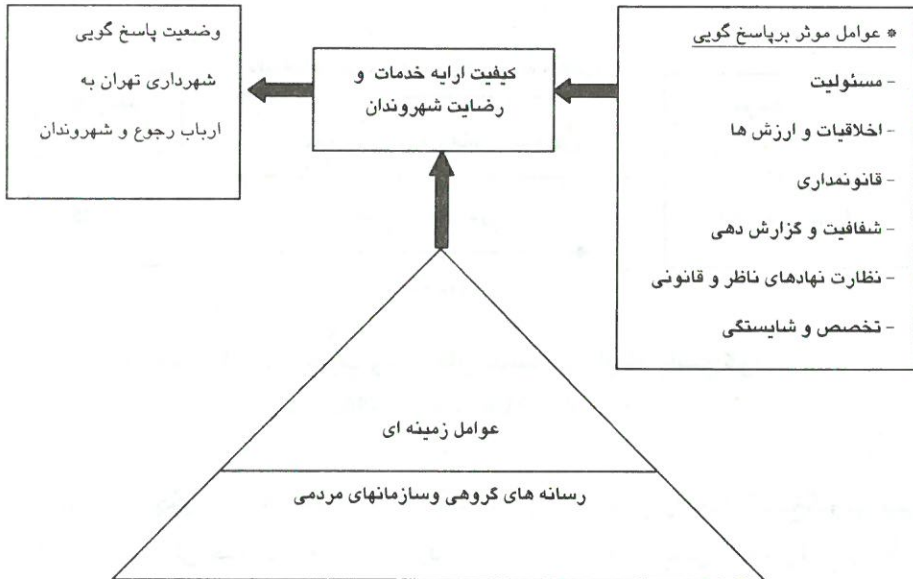 * عوامل موثر برپاسخ گویی
- مسئولیت
- اخلاقیات و ارزش ها
- قانونمداری
- شفافیت و گزارش دهی
- نظارت نهادهای ناظر و قانونی
- تخصص و شایستگی
کیفیت ارایه خدمات و
رضایت شهروندان
وضعیت پاسخ گویی
شهرداری تهران به
ارباب رجوع و شهروندان
عوامل زمینه ای
رسانه های گروهی وسازمانهای مردمی